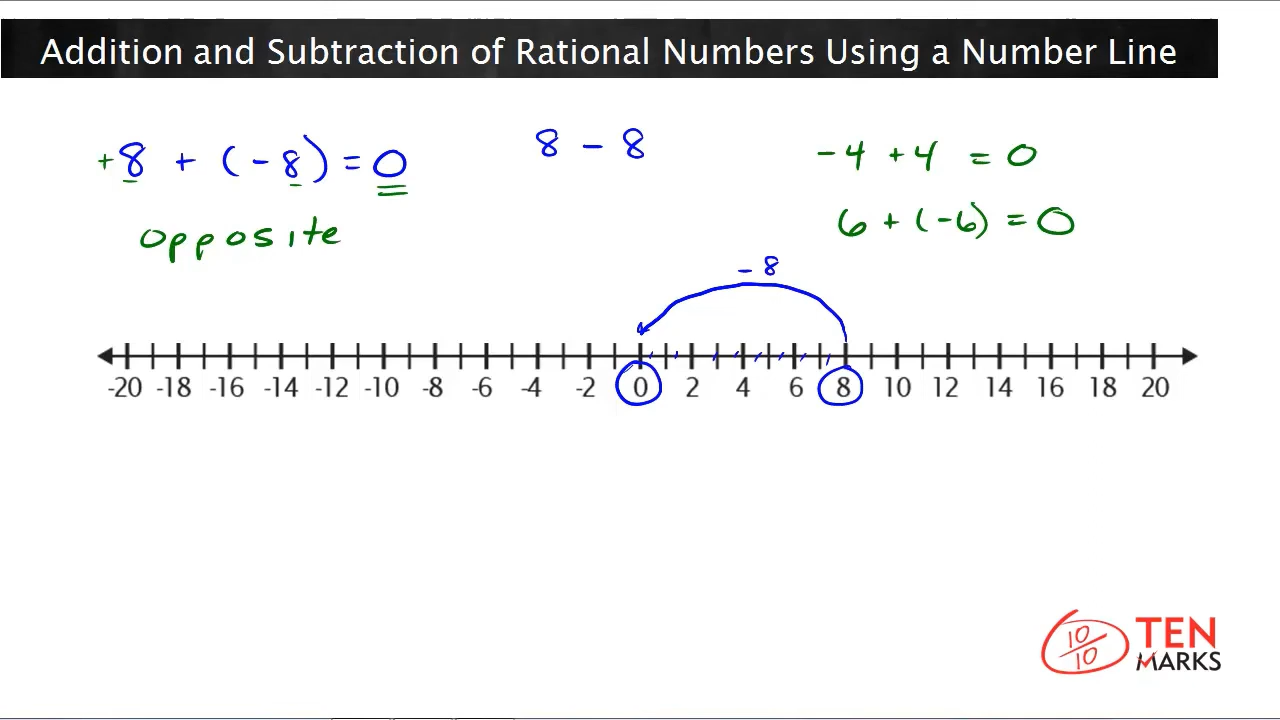 Addition and Subtraction of Rational Numbers Using a Number Line
+8 + (-8) = 0
8 - 8
-4 +4 = 0
6 + (-6) = 0
opposite
-8
-20 -18 -16 -14 -12 -10 -8 -6 -4 -2 0 2 4 6 8 10 12 14 16 18 20
10/10
TEN
MARKS